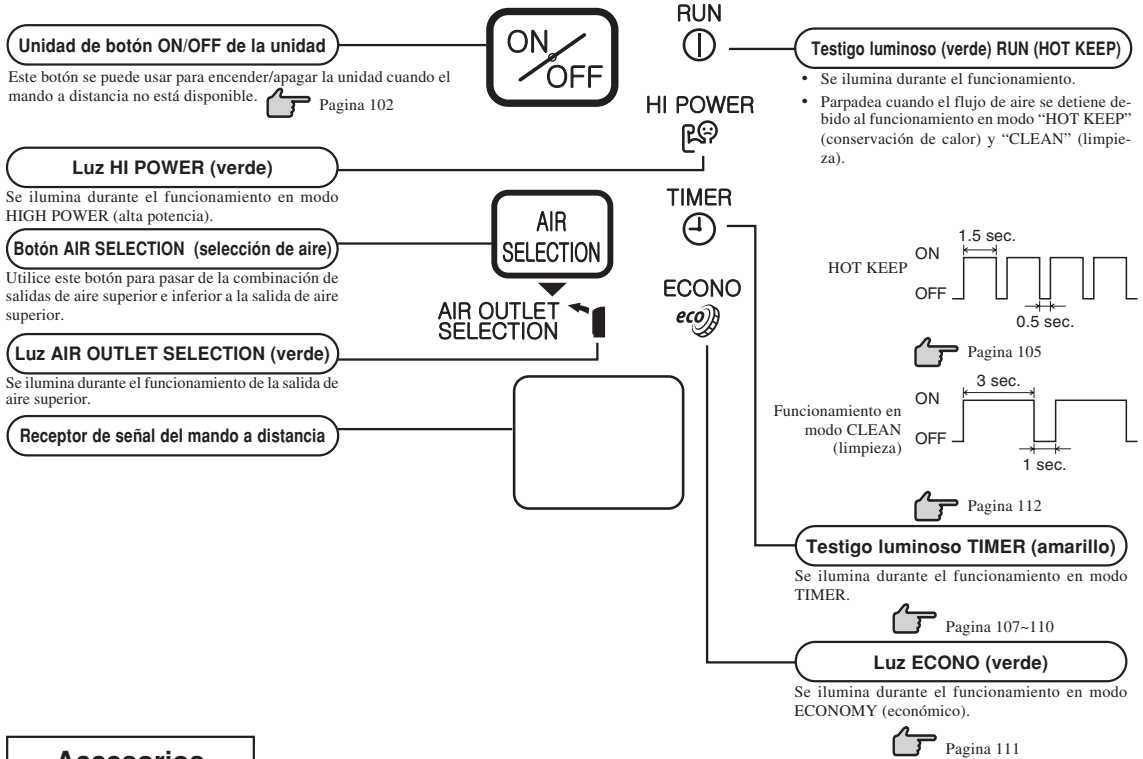 Unidad de botón ON/OFF de la unidad
Este botón se puede usar para encender/apagar la unidad cuando el
mando a distancia no está disponible.
Pagina 102
Luz HI POWER (verde)
Se ilumina durante el funcionamiento en modo
HIGH POWER (alta potencia).
Botón AIR SELECTION (selección de aire)
Utilice este botón para pasar de la combinación de
salidas de aire superior e inferior a la salida de aire
superior.
Luz AIR OUTLET SELECTION (verde)
Se ilumina durante el funcionamiento de la salida de
aire superior.
Receptor de señal del mando a distancia
ON
OFF
AIR
SELECTION
AIR OUTLET
SELECTION
RUN
HI POWER
TIMER
ECONO
eco
Testigo luminoso (verde) RUN (HOT KEEP)
• Se ilumina durante el funcionamiento.
• Parpadea cuando el flujo de aire se detiene de-
bido al funcionamiento en modo “HOT KEEP”
(conservación de calor) y “CLEAN” (limpie-
za).
HOT KEEP
ON
OFF
1.5 sec.
0.5 sec.
Pagina 105
Funcionamiento en
modo CLEAN
(limpieza)
ON
OFF
3 sec.
1 sec.
Pagina 112
Testigo luminoso TIMER (amarillo)
Se ilumina durante el funcionamiento en modo
TIMER.
Pagina 107~110
Luz ECONO (verde)
Se ilumina durante el funcionamiento en modo
ECONOMY (económico).
Pagina 111